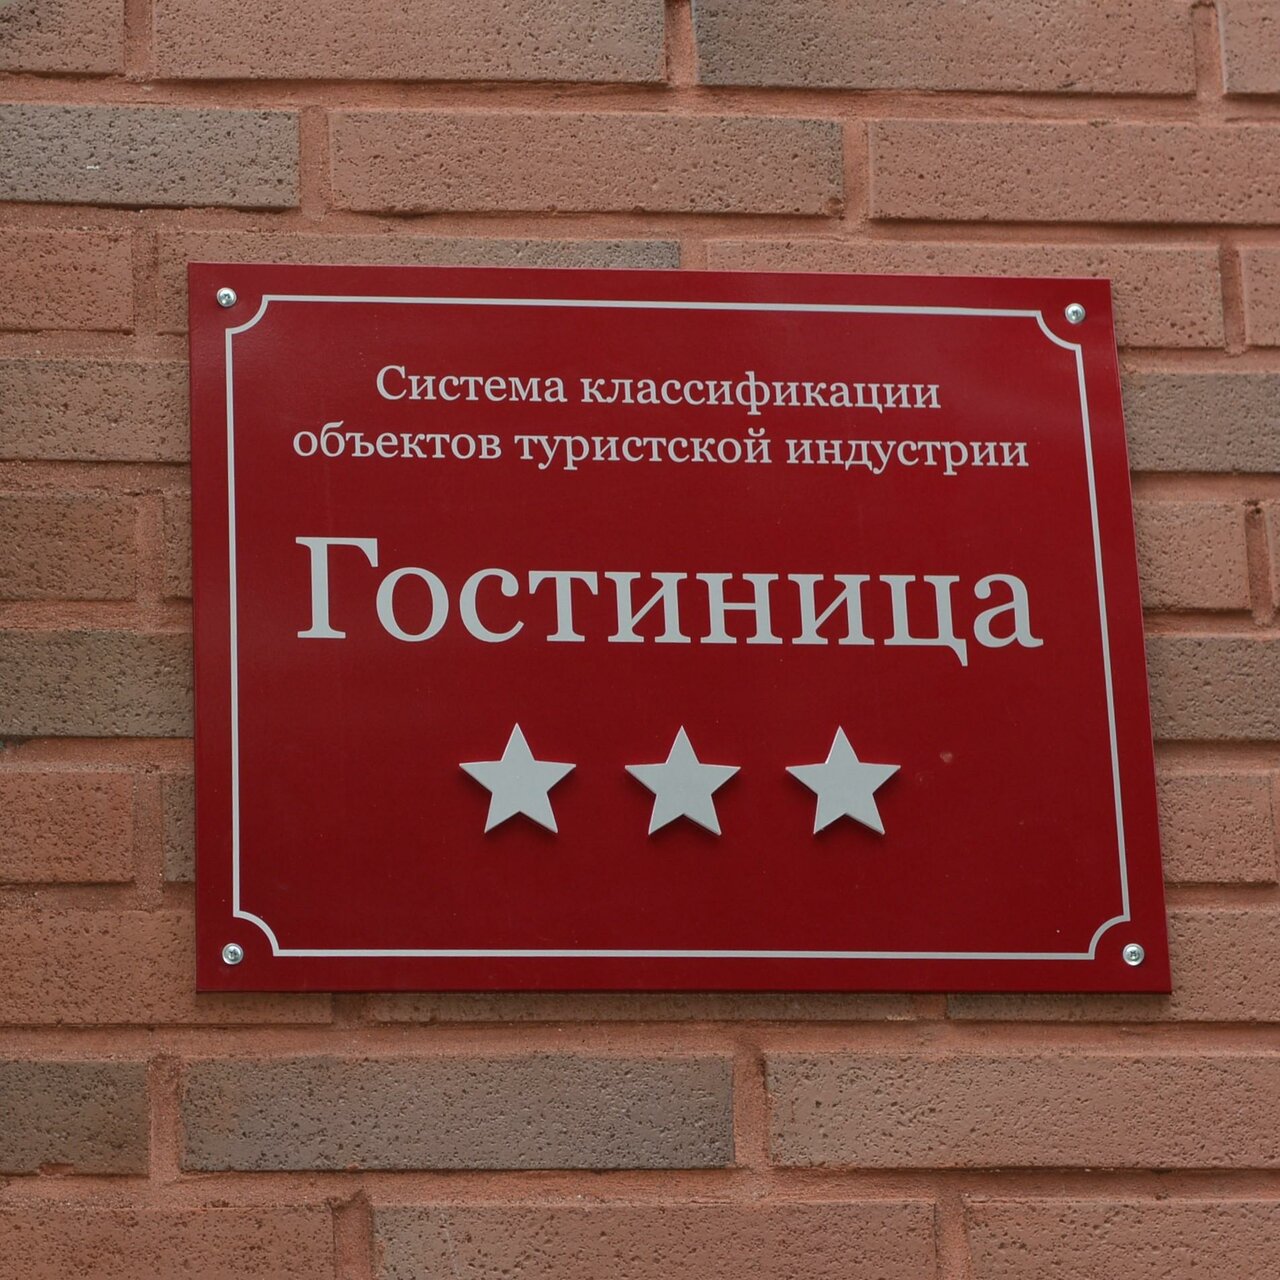 Система классификации
объектов туристской индустрии
Гостиница